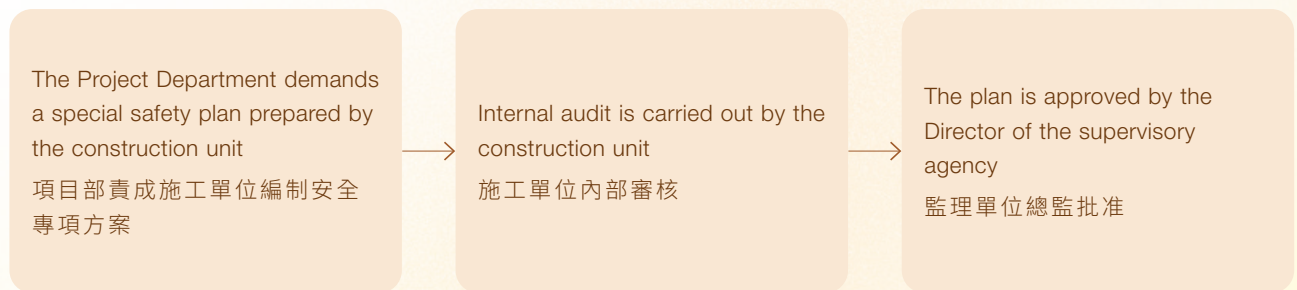 The Project Department demands
a special safety plan prepared by
the construction unit
項目部責成施工單位編制安全
專項方案
Internal audit is carried out by the
construction unit
施工單位內部審核
The plan is approved by the
Director of the supervisory
agency
監理單位總監批准